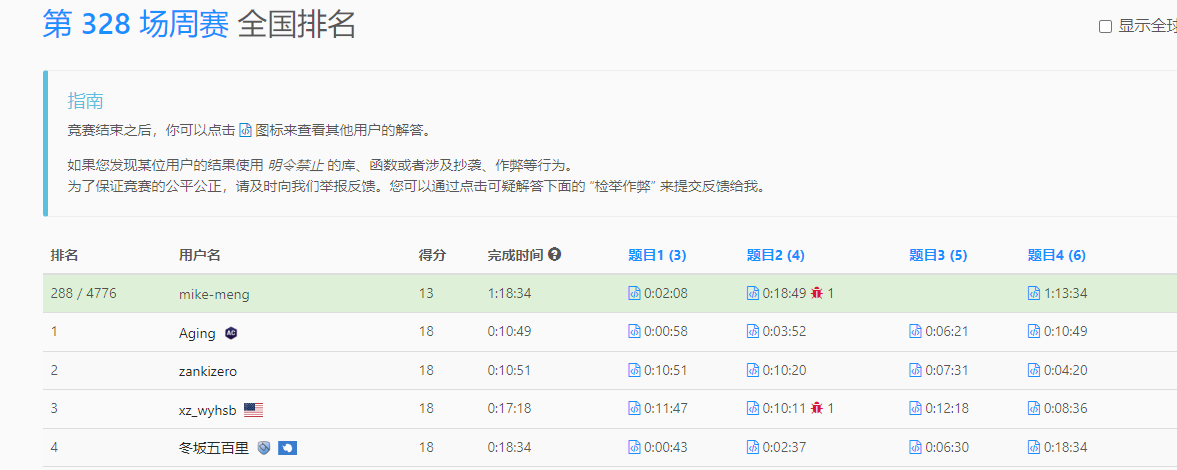 第 328 场周赛 全国排名
显示全球
指南
竞赛结束之后，你可以点击 图标来查看其他用户的解答。
如果您发现某位用户的结果使用 明令禁止 的库、函数或者涉及抄袭、作弊等行为。
为了保证竞赛的公平公正，请及时向我们举报反馈。您可以通过点击可疑解答下面的 “检举作弊” 来提交反馈给我。
排名 用户名 得分 完成时间 题目1 (3) 题目2 (4) 题目3 (5) 题目4 (6)
288 / 4776 mike-meng 13 1:18:34 0:02:08 0:18:49 1 1:13:34
1 Aging AC 18 0:10:49 0:00:58 0:03:52 0:06:21 0:10:49
2 zankizero 18 0:10:51 0:10:51 0:10:20 0:07:31 0:04:20
3 xz_wyhsb 18 0:17:18 0:11:47 0:10:11 1 0:12:18 0:08:36
4 冬坂五百里 18 0:18:34 0:00:43 0:02:37 0:06:30 0:18:34